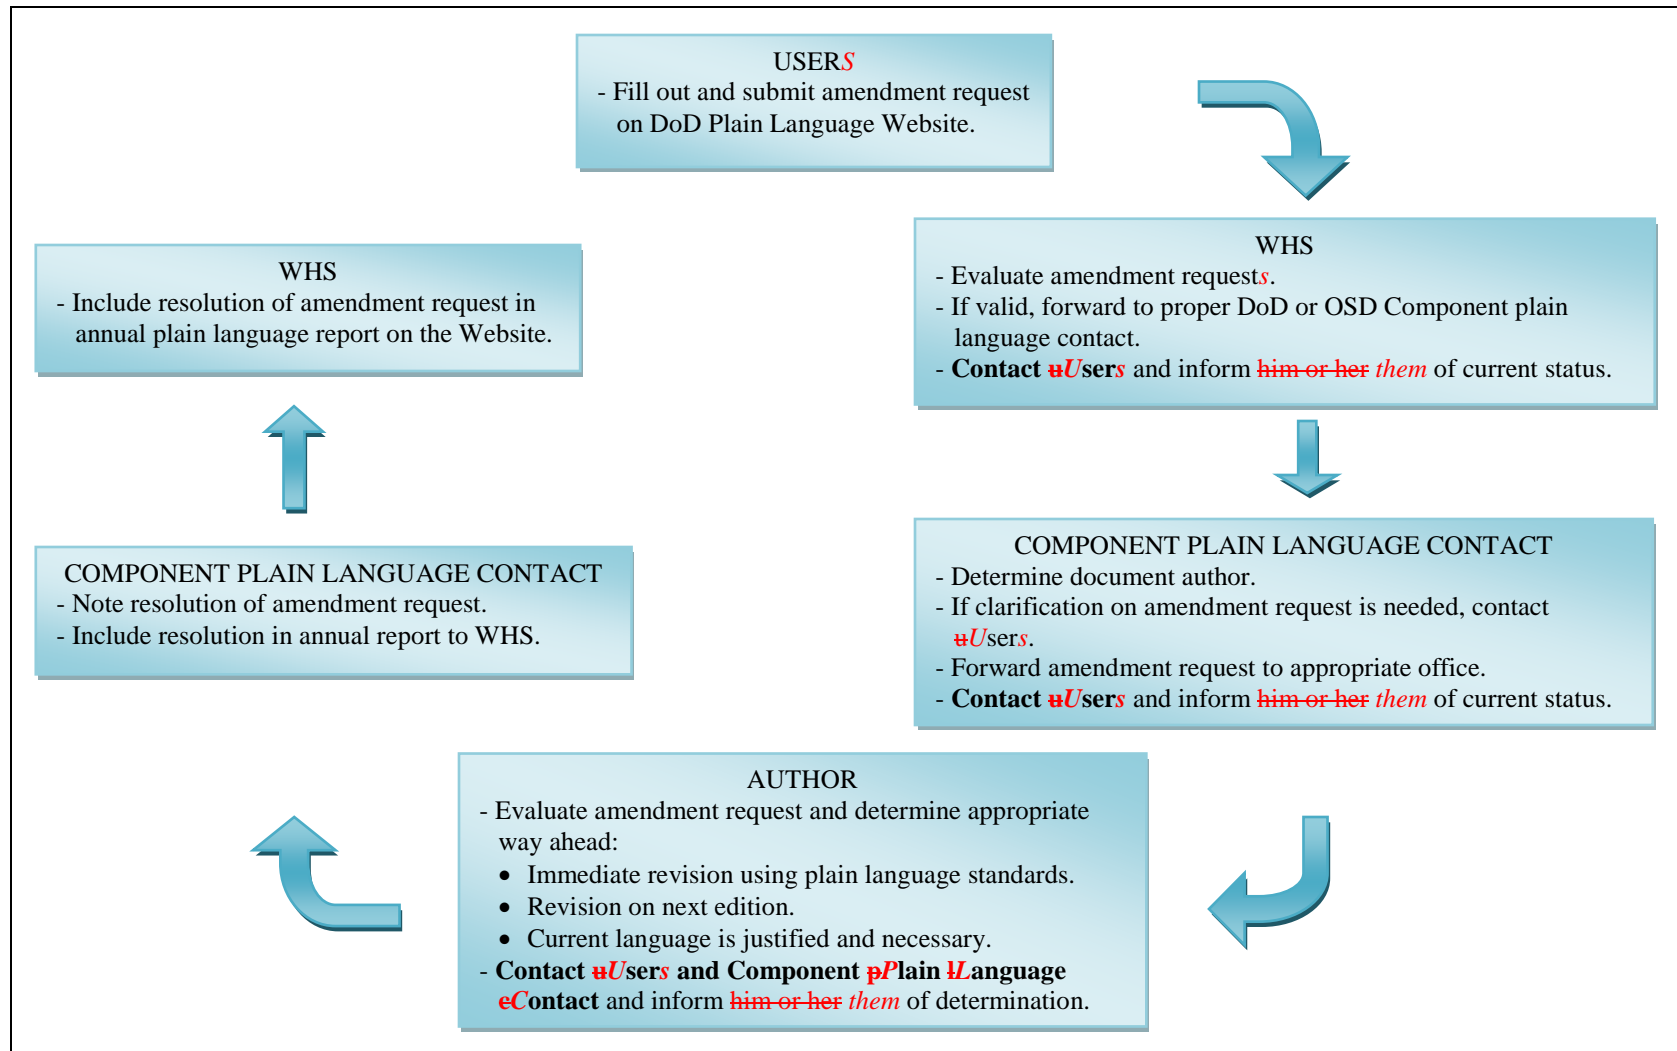 USERS
- Fill out and submit amendment request
on DoD Plain Language Website.
WHS
- Evaluate amendment requests.
- If valid, forward to proper DoD or OSD Component plain
language contact.
- Contact uUsers and inform him or her them of current status.
COMPONENT PLAIN LANGUAGE CONTACT
- Determine document author.
- If clarification on amendment request is needed, contact
uUsers.
- Forward amendment request to appropriate office.
- Contact uUsers and inform him or her them of current status.
AUTHOR
- Evaluate amendment request and determine appropriate
way ahead:
• Immediate revision using plain language standards.
• Revision on next edition.
• Current language is justified and necessary.
- Contact uUsers and Component pPlain lLanguage
cContact and inform him or her them of determination.
COMPONENT PLAIN LANGUAGE CONTACT
- Note resolution of amendment request.
- Include resolution in annual report to WHS.
WHS
- Include resolution of amendment request in
annual plain language report on the Website.